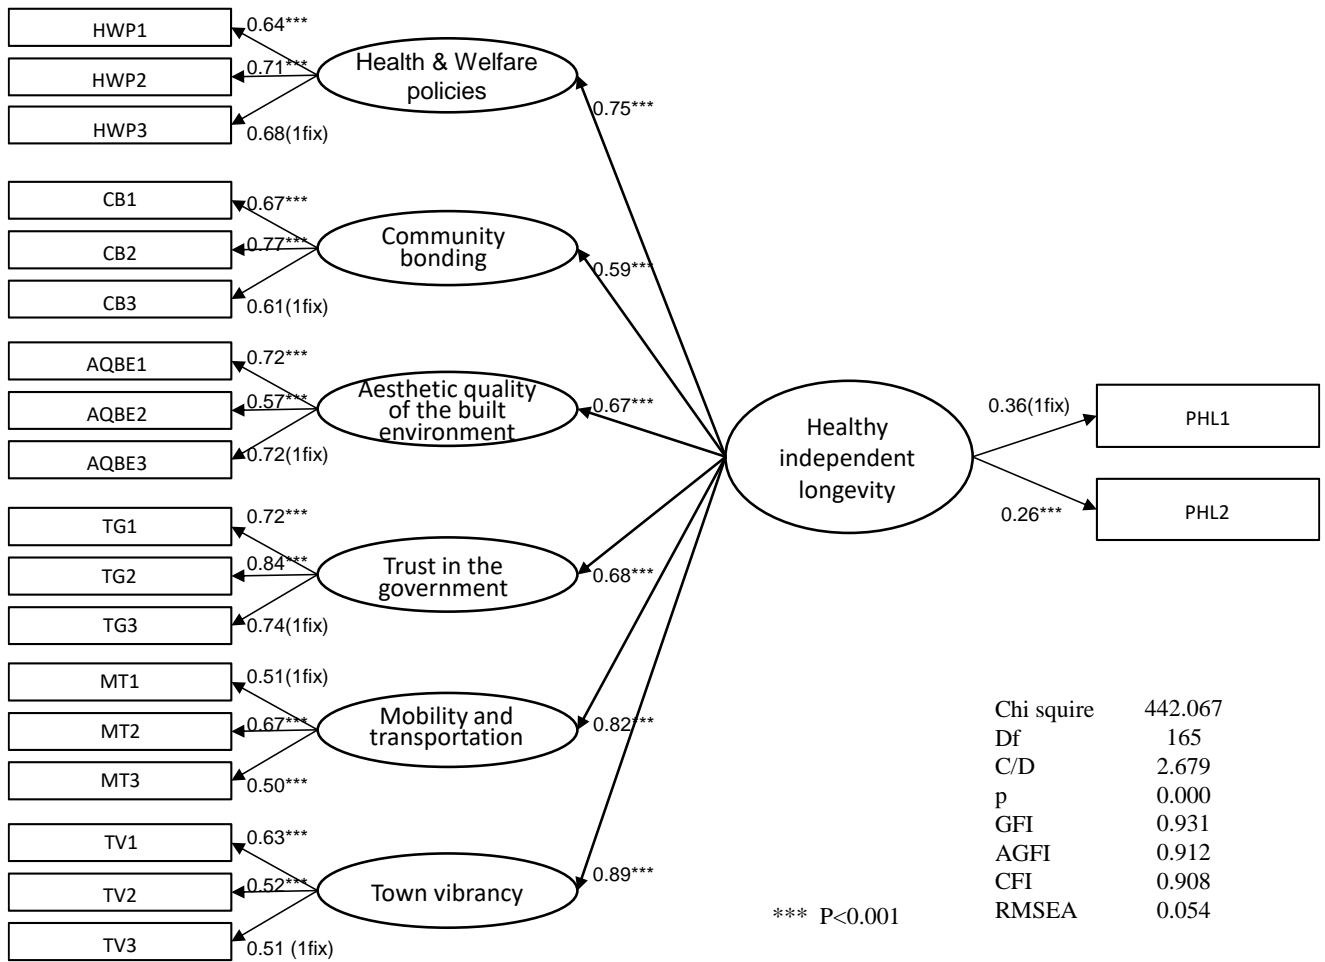 HWP1
0.64***
HWP2
0.71***
HWP3
0.68(1fix)
Health & Welfare
policies
0.75***
CB1
0.67***
CB2
0.77***
CB3
0.61(1fix)
Community
bonding
0.59***
AQBE1
0.72***
AQBE2
0.57***
AQBE3
0.72(1fix)
Aesthetic quality
of the built
environment
0.67***
TG1
0.72***
TG2
0.84***
TG3
0.74(1fix)
Trust in the
government
0.68***
MT1
0.51(1fix)
MT2
0.67***
MT3
0.50***
Mobility and
transportation
0.82***
TV1
0.63***
TV2
0.52***
TV3
0.51 (1fix)
Town vibrancy
0.89***
Healthy
independent
longevity
0.36(1fix)
PHL1
0.26***
PHL2
Chi squire 442.067
Df 165
C/D 2.679
p 0.000
GFI 0.931
AGFI 0.912
CFI 0.908
RMSEA 0.054
*** P<0.001